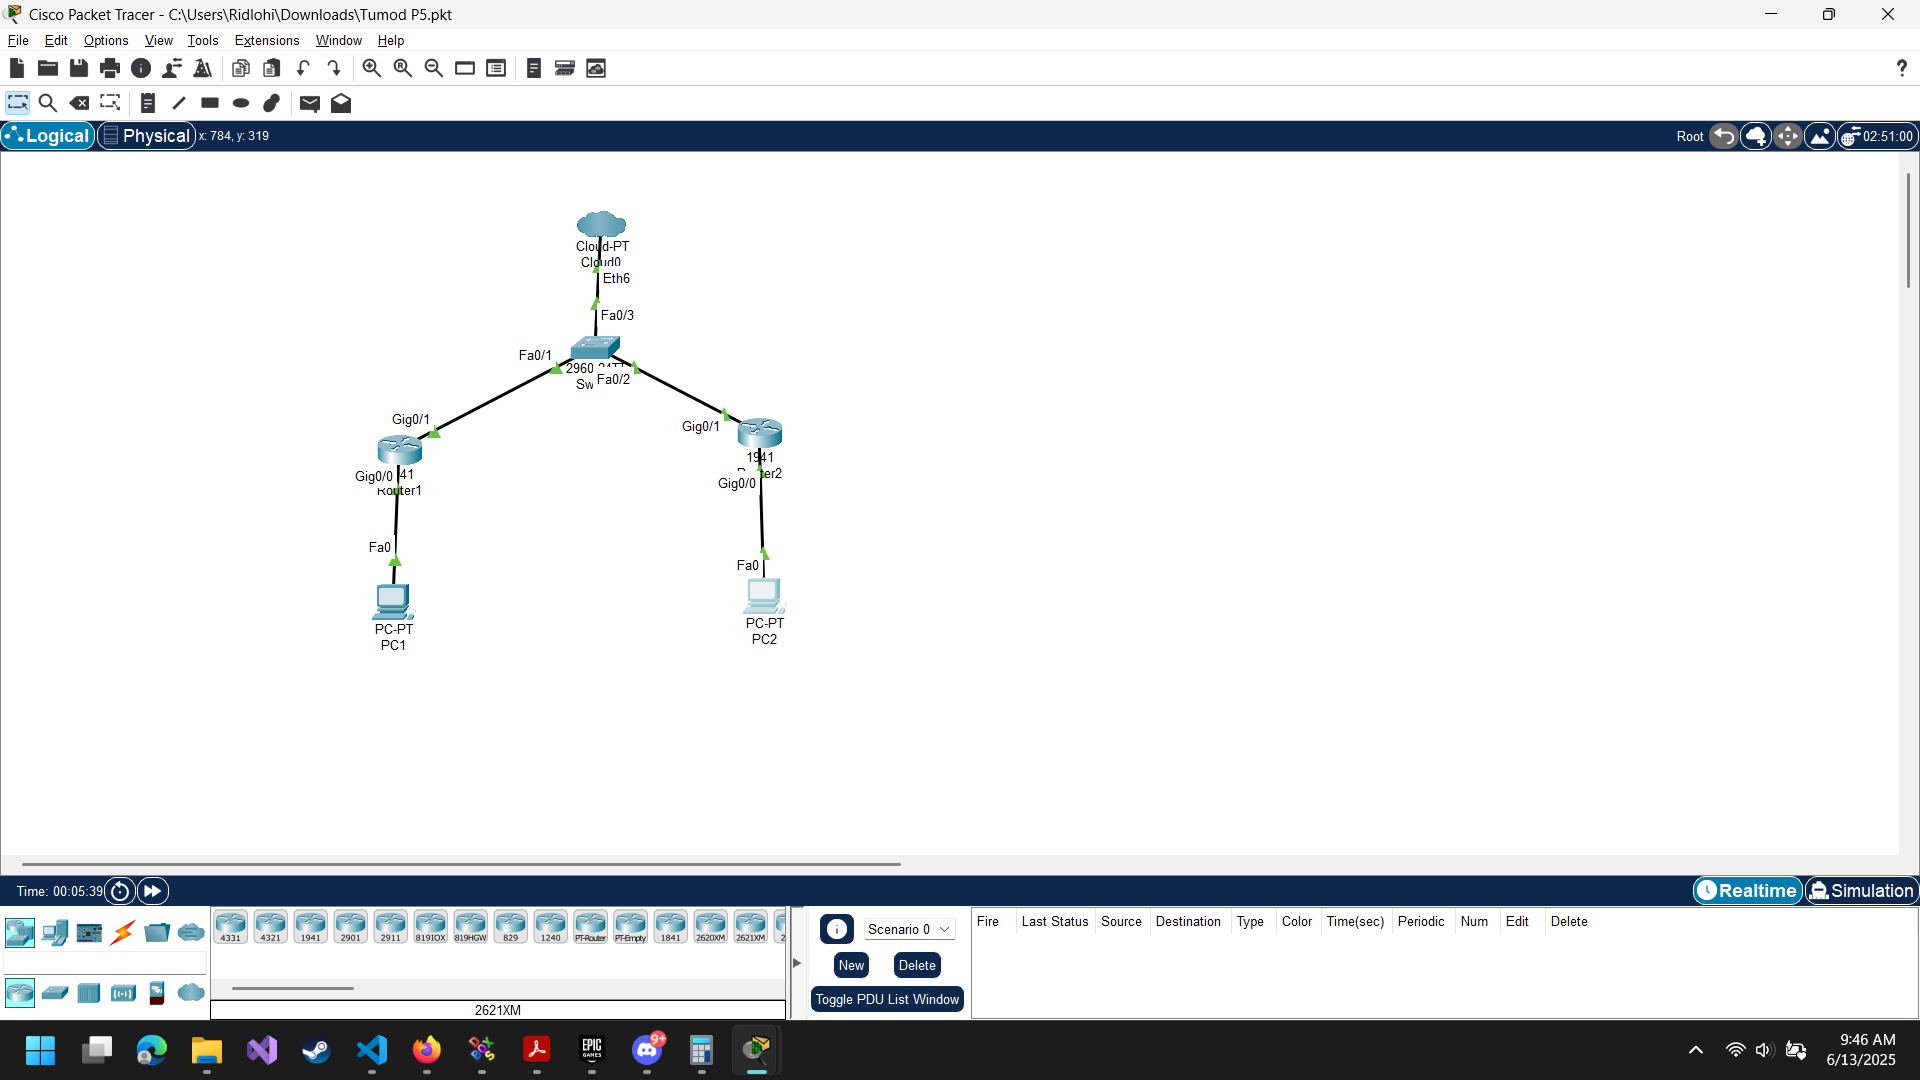 Cisco Packet Tracer - C:\Users\Ridlohi\Downloads\Tumod P5.pkt
File Edit Options View Tools Extensions Window Help
?
Logical Physical x: 784, y: 319 Root 02:51:00
Cloud-PT
Cloud0
Eth6
Fa0/3
Fa0/1
2960
Fa0/2
Sw
Gig0/1
Gig0/1
1941
Gig0/0 41
Router1
Gig0/0
Fa0
Fa0
PC-PT
PC1
PC-PT
PC2
Time: 00:05:39 Realtime Simulation
4331 4321 1941 2901 2911 819IOX 819HGW 829 1240 PT-Router PT-Empty 1841 2620XM 2621XM 2
2621XM
Scenario 0
New Delete
Toggle PDU List Window
Fire Last Status Source Destination Type Color Time(sec) Periodic Num Edit Delete
EPIC GAMES
9+
9:46 AM
6/13/2025